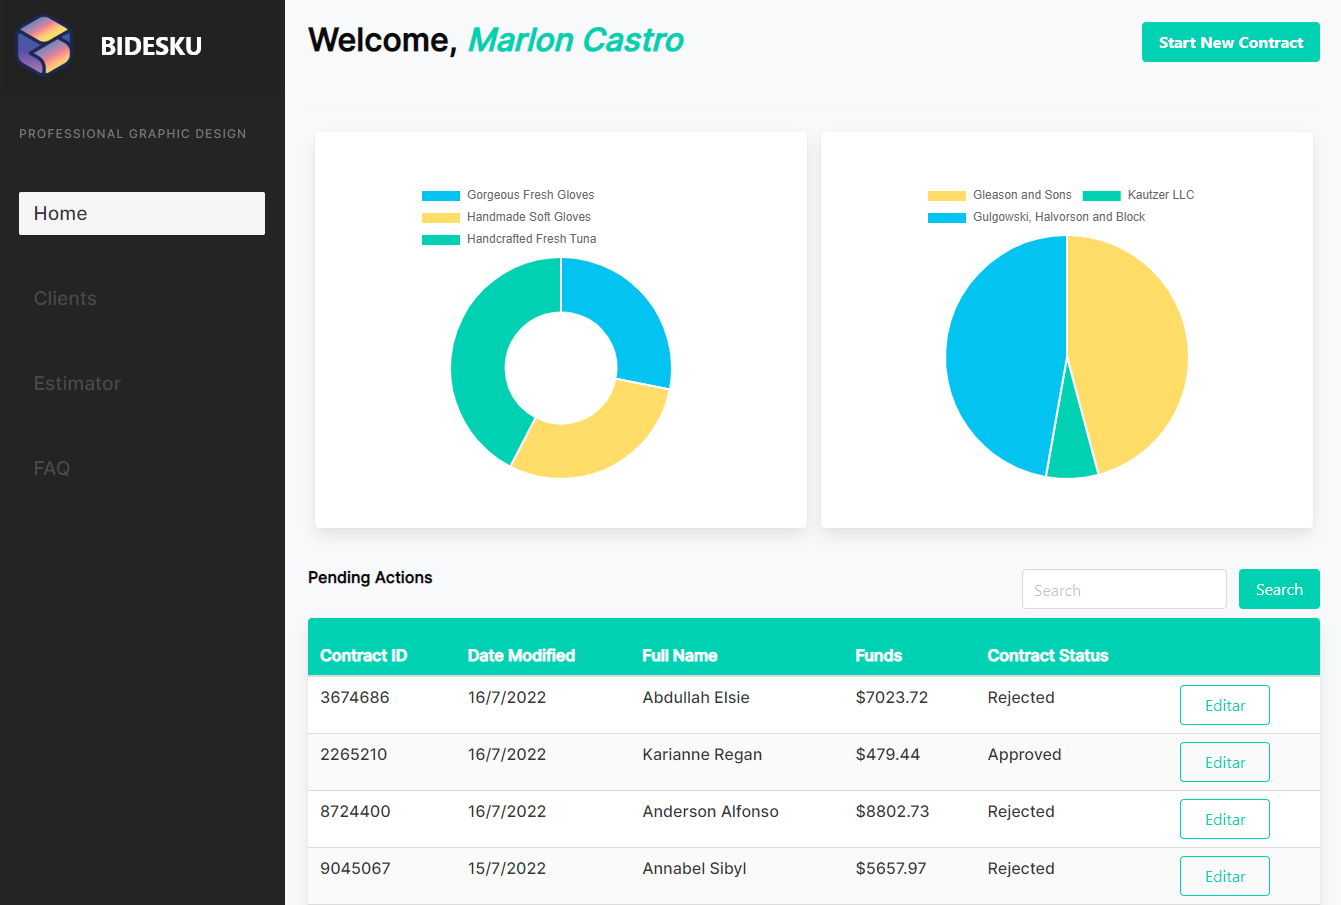 BIDESKU
PROFESSIONAL GRAPHIC DESIGN
Home
Clients
Estimator
FAQ
Welcome, Marlon Castro
Start New Contract
Gorgeous Fresh Gloves
Handmade Soft Gloves
Handcrafted Fresh Tuna
Gleason and Sons Kautzer LLC
Gulgowski, Halvorson and Block
Pending Actions
Search Search
Contract ID Date Modified Full Name Funds Contract Status
3674686 16/7/2022 Abdullah Elsie $7023.72 Rejected Editar
2265210 16/7/2022 Karianne Regan $479.44 Approved Editar
8724400 16/7/2022 Anderson Alfonso $8802.73 Rejected Editar
9045067 15/7/2022 Annabel Sibyl $5657.97 Rejected Editar